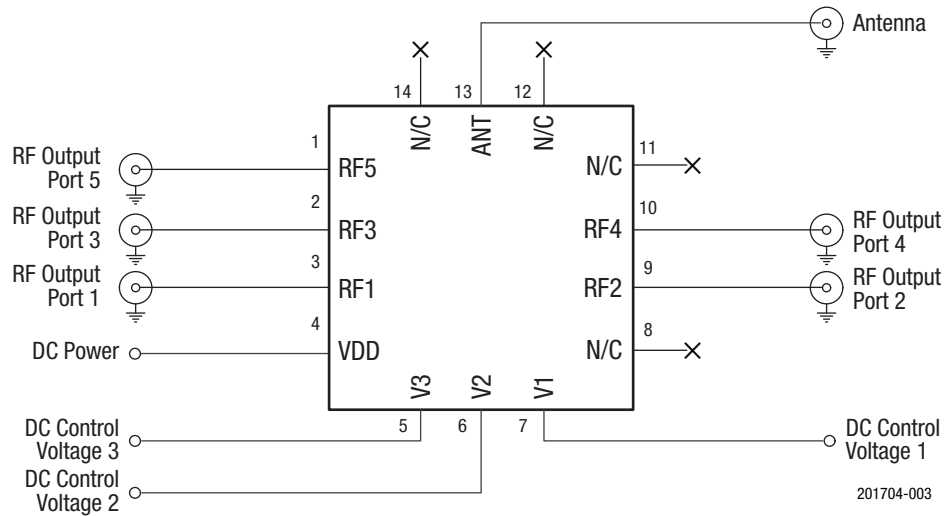 Antenna
14
13
12
N/C
ANT
N/C
1
11
RF Output
Port 5
RF5
N/C
2
10
RF Output
Port 3
RF3
RF4
RF Output
Port 4
3
9
RF Output
Port 1
RF1
RF2
RF Output
Port 2
4
8
DC Power
VDD
N/C
V3
V2
V1
5
6
7
DC Control
Voltage 3
DC Control
Voltage 1
DC Control
Voltage 2
201704-003